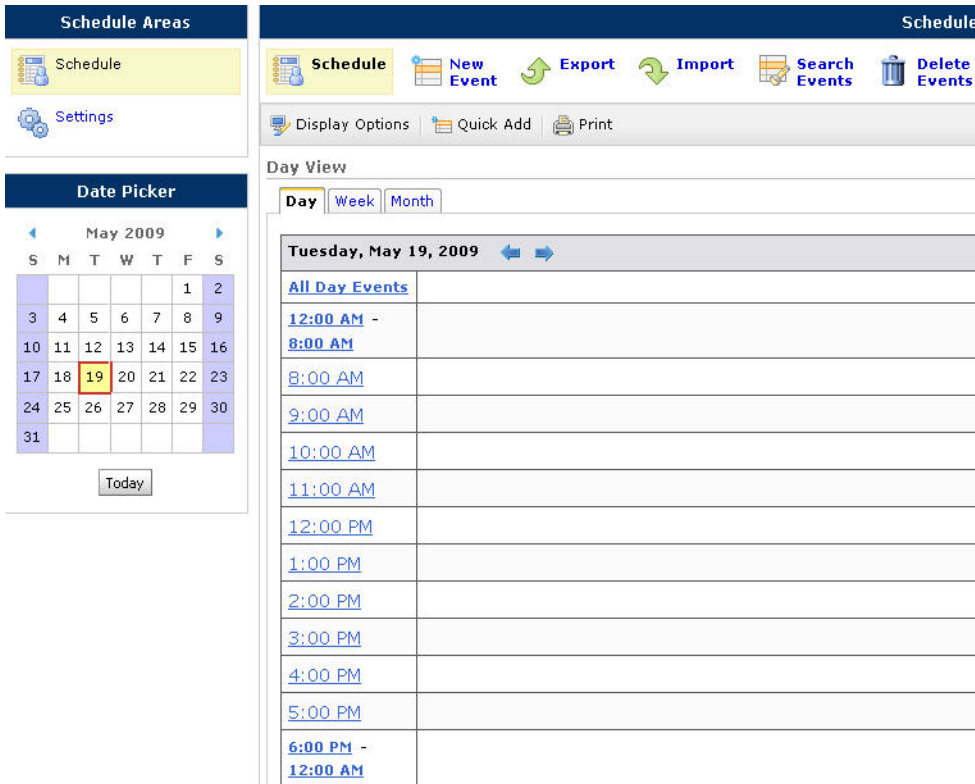 Schedule Areas
Schedule
Settings
Date Picker
May 2009
S M T W T F S
1 2
3 4 5 6 7 8 9
10 11 12 13 14 15 16
17 18 19 20 21 22 23
24 25 26 27 28 29 30
31
Today
Schedule
Schedule
New
Event
Export
Import
Search
Events
Delete
Events
Display Options
Quick Add
Print
Day View
Day Week Month
Tuesday, May 19, 2009
All Day Events
12:00 AM -
8:00 AM
8:00 AM
9:00 AM
10:00 AM
11:00 AM
12:00 PM
1:00 PM
2:00 PM
3:00 PM
4:00 PM
5:00 PM
6:00 PM -
12:00 AM